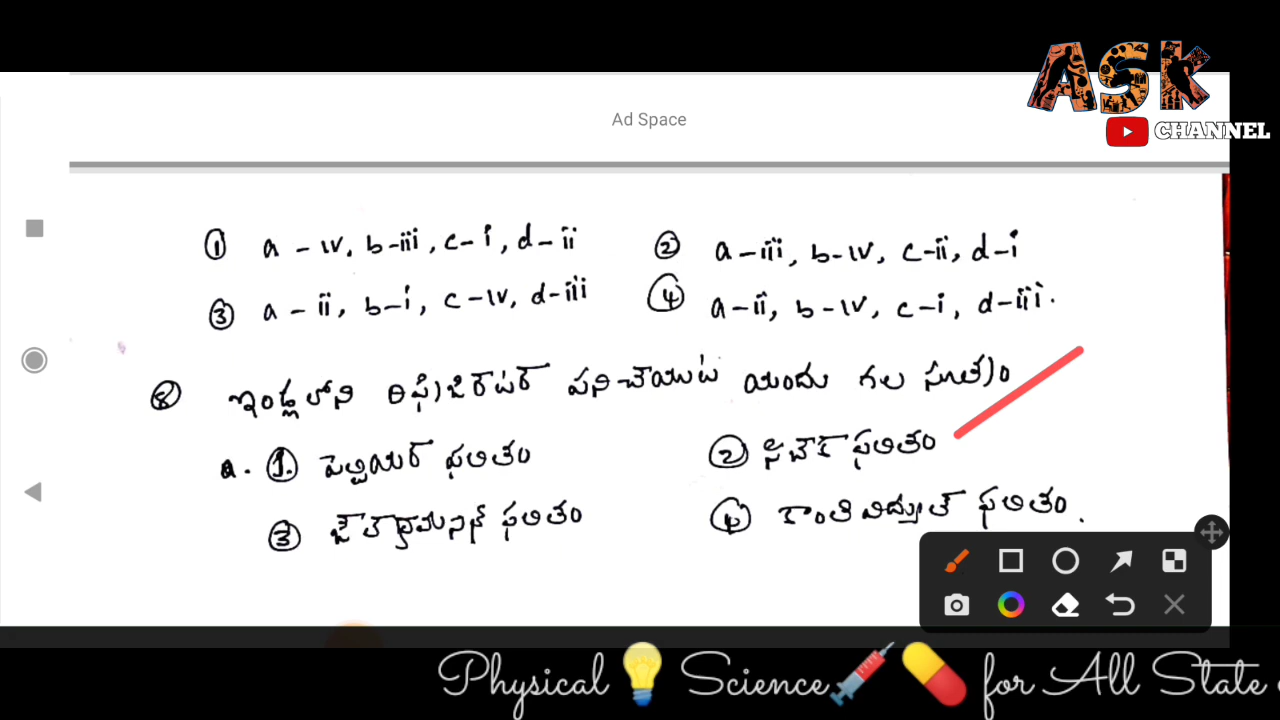 ASK
CHANNEL
Ad Space
① a - iv, b-iii, c-i, d-ii ② a-iii, b-iv, c-ii, d-i
③ a - ii, b-i, c-iv, d-iii ④ a-ii, b-iv, c-i, d-iii.
⑧ ఇండ్లలోని రిఫ్రిజిరేటర్ పనిచేయుట యందు గల సూత్రం
a. ①. పెల్షియర్ ఫలితం ② సీబెక్ ఫలితం
③ ఫలితం ④ కాంతి విద్యుత్ ఫలితం.
Physical Science for All State